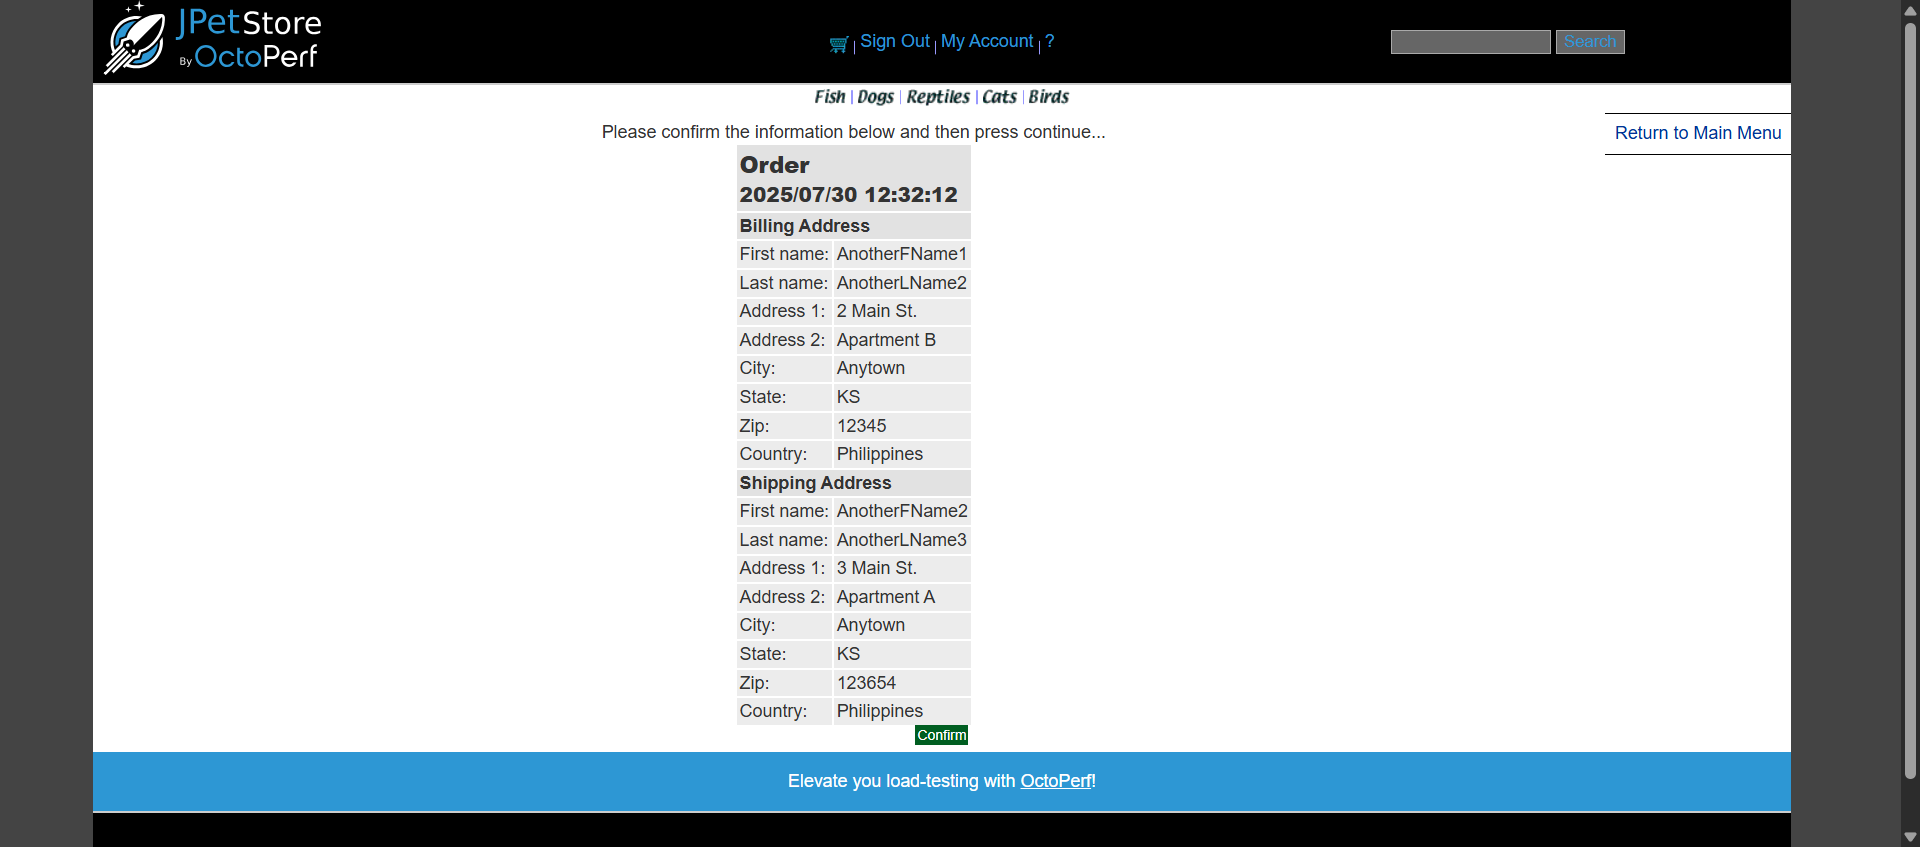 JPetStore
By OctoPerf
| Sign Out | My Account | ?
Search
Fish | Dogs | Reptiles | Cats | Birds
Please confirm the information below and then press continue...
Return to Main Menu
Order
2025/07/30 12:32:12
Billing Address
First name: AnotherFName1
Last name: AnotherLName2
Address 1: 2 Main St.
Address 2: Apartment B
City: Anytown
State: KS
Zip: 12345
Country: Philippines
Shipping Address
First name: AnotherFName2
Last name: AnotherLName3
Address 1: 3 Main St.
Address 2: Apartment A
City: Anytown
State: KS
Zip: 123654
Country: Philippines
Confirm
Elevate you load-testing with OctoPerf!